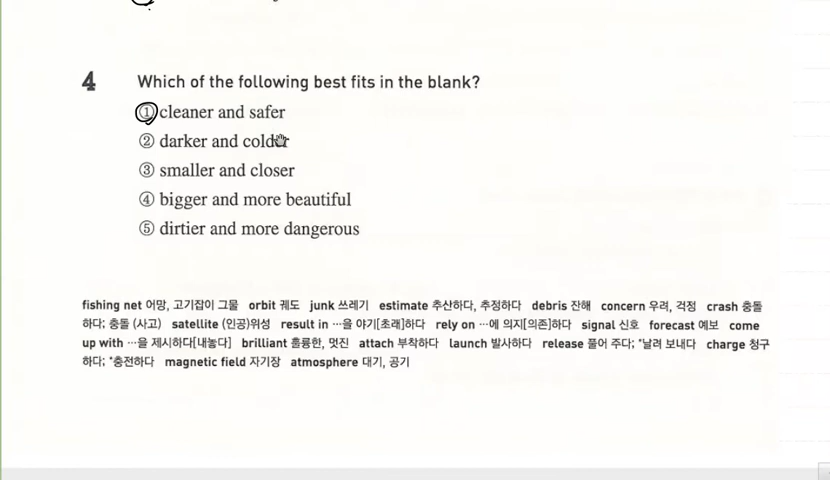 4 Which of the following best fits in the blank?
① cleaner and safer
② darker and colder
③ smaller and closer
④ bigger and more beautiful
⑤ dirtier and more dangerous
fishing net 어망, 고기잡이 그물 orbit 궤도 junk 쓰레기 estimate 추산하다, 추정하다 debris 잔해 concern 우려, 걱정 crash 충돌
하다; 충돌 (사고) satellite (인공)위성 result in …을 야기[초래]하다 rely on …에 의지[의존]하다 signal 신호 forecast 예보 come
up with …을 제시하다[내놓다] brilliant 훌륭한, 멋진 attach 부착하다 launch 발사하다 release 풀어 주다; *날려 보내다 charge 청구
하다; *충전하다 magnetic field 자기장 atmosphere 대기, 공기